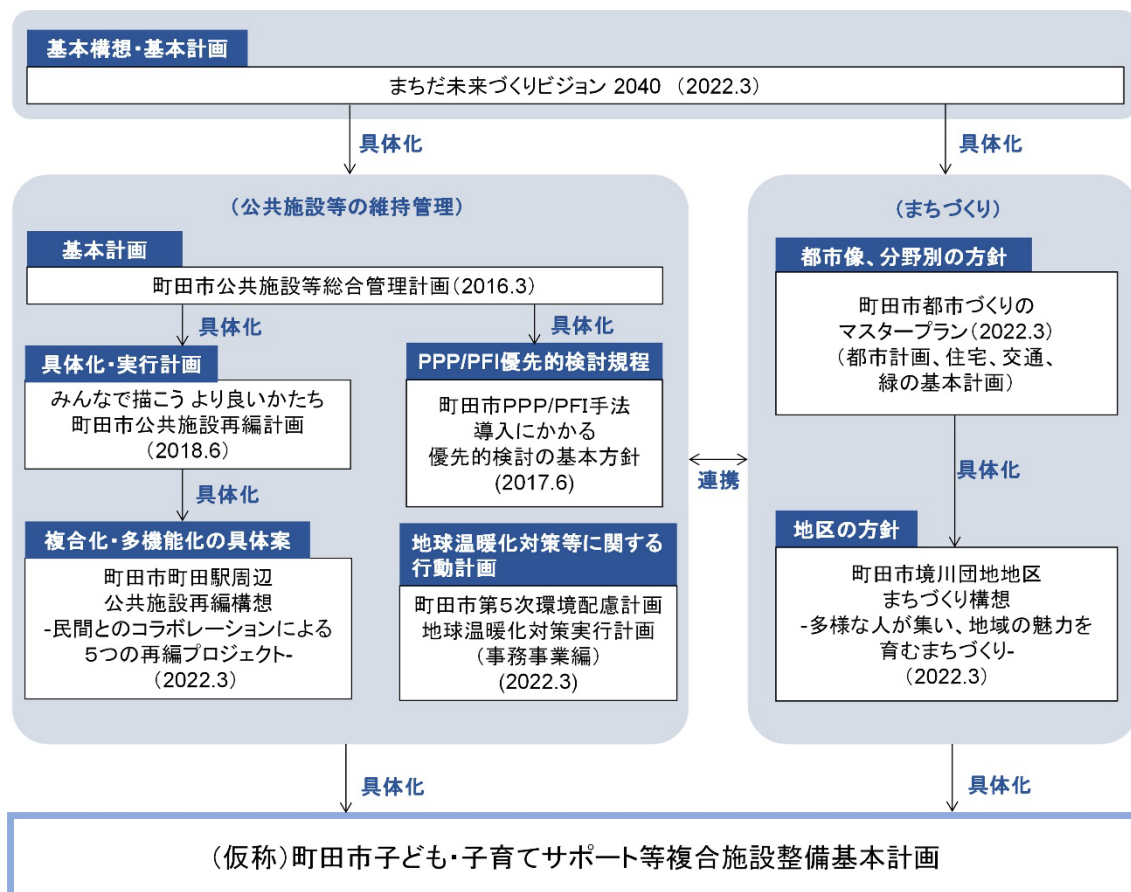 基本構想・基本計画
まちだ未来づくりビジョン 2040 （2022.3）
具体化
具体化
（公共施設等の維持管理）
基本計画
町田市公共施設等総合管理計画（2016.3）
具体化
具体化
具体化・実行計画
みんなで描こう より良いかたち
町田市公共施設再編計画
（2018.6）
具体化
複合化・多機能化の具体案
町田市町田駅周辺
公共施設再編構想
-民間とのコラボレーションによる
５つの再編プロジェクト-
（2022.3）
PPP/PFI優先的検討規程
町田市PPP/PFI手法
導入にかかる
優先的検討の基本方針
(2017.6)
地球温暖化対策等に関する
行動計画
町田市第５次環境配慮計画
地球温暖化対策実行計画
（事務事業編）
(2022.3)
連携
（まちづくり）
都市像、分野別の方針
町田市都市づくりの
マスタープラン（2022.3）
（都市計画、住宅、交通、
緑の基本計画）
具体化
地区の方針
町田市境川団地地区
まちづくり構想
-多様な人が集い、地域の魅力を
育むまちづくり-
（2022.3）
具体化
具体化
（仮称）町田市子ども・子育てサポート等複合施設整備基本計画